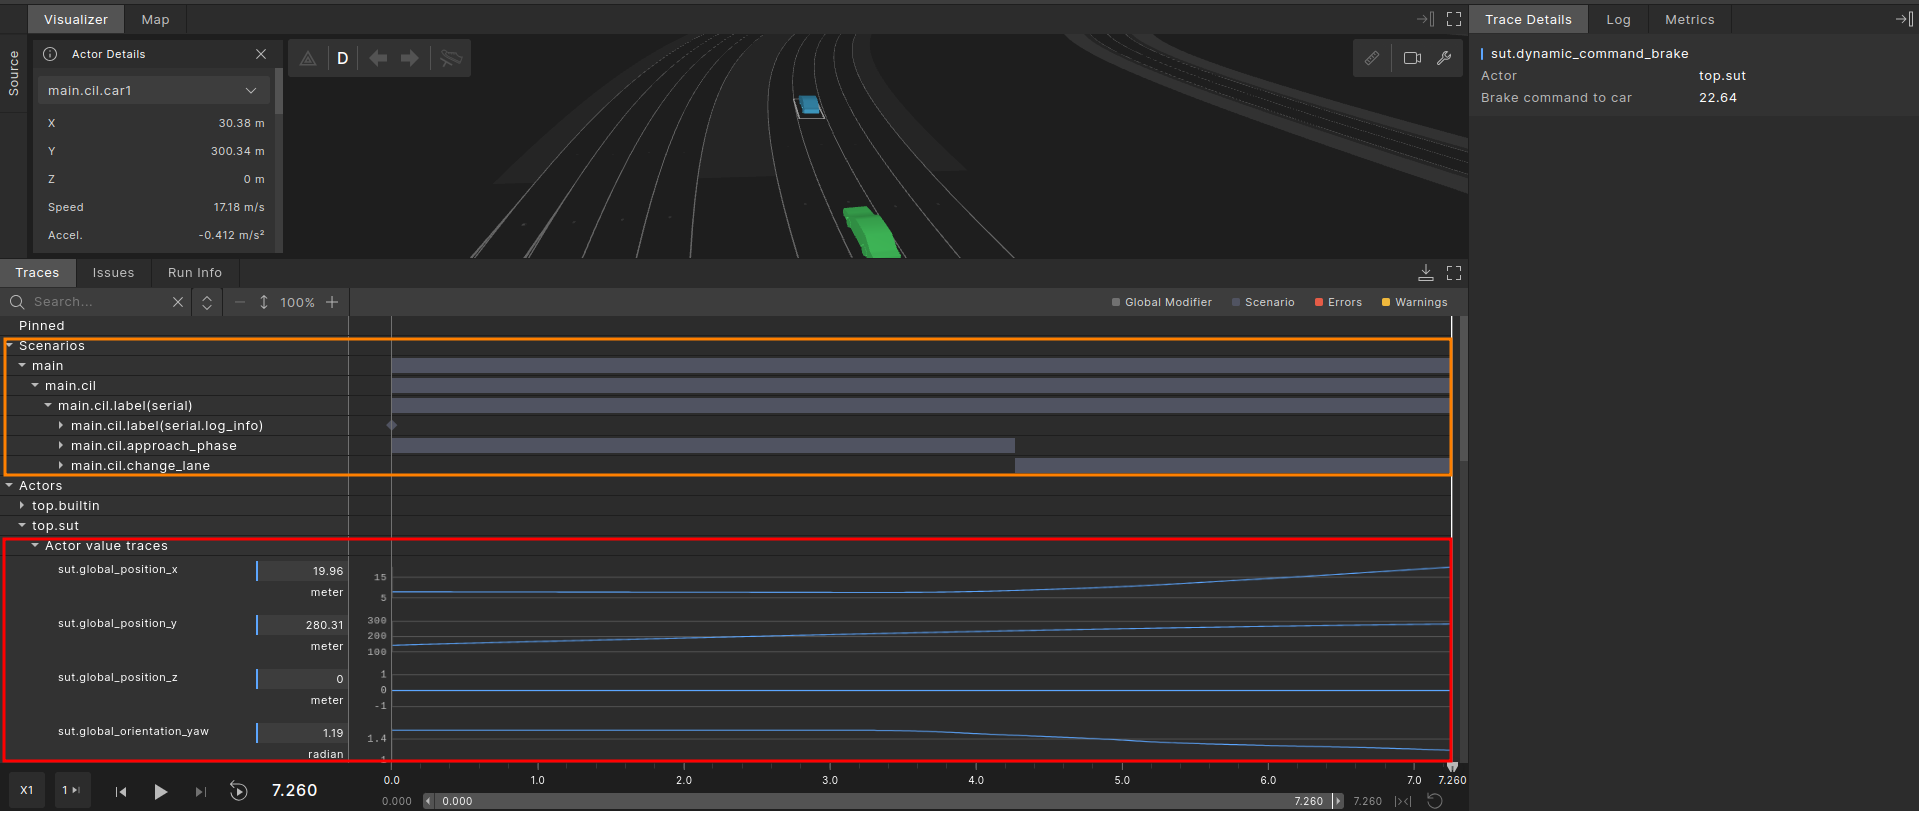 Visualizer Map
Source
Actor Details
main.cil.car1
X 30.38 m
Y 300.34 m
Z 0 m
Speed 17.18 m/s
Accel. -0.412 m/s²
D
Trace Details Log Metrics
sut.dynamic_command_brake
Actor top.sut
Brake command to car 22.64
Traces Issues Run Info
Search... 100% Global Modifier Scenario Errors Warnings
Pinned
Scenarios
main
main.cil
main.cil.label(serial)
main.cil.label(serial.log_info)
main.cil.approach_phase
main.cil.change_lane
Actors
top.builtin
top.sut
Actor value traces
sut.global_position_x 19.96
meter
15
5
sut.global_position_y 280.31
meter
300
200
100
sut.global_position_z 0
meter
1
0
-1
sut.global_orientation_yaw 1.19
radian
1.4
0.0 1.0 2.0 3.0 4.0 5.0 6.0 7.0 7.260
X1 1 7.260
0.000 0.000 7.260 7.260